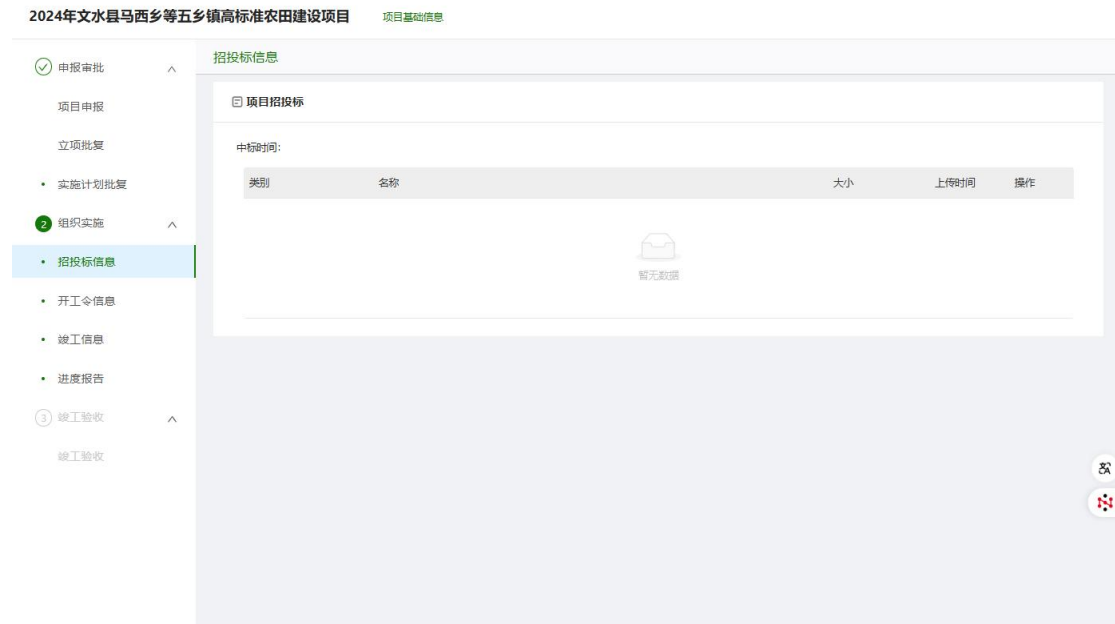 2024年文水县马西乡等五乡镇高标准农田建设项目 项目基础信息
申报审批
项目申报
立项批复
实施计划批复
2 组织实施
招投标信息
开工令信息
竣工信息
进度报告
3 竣工验收
竣工验收
招投标信息
项目招投标
中标时间:
类别 名称 大小 上传时间 操作
暂无数据
文A